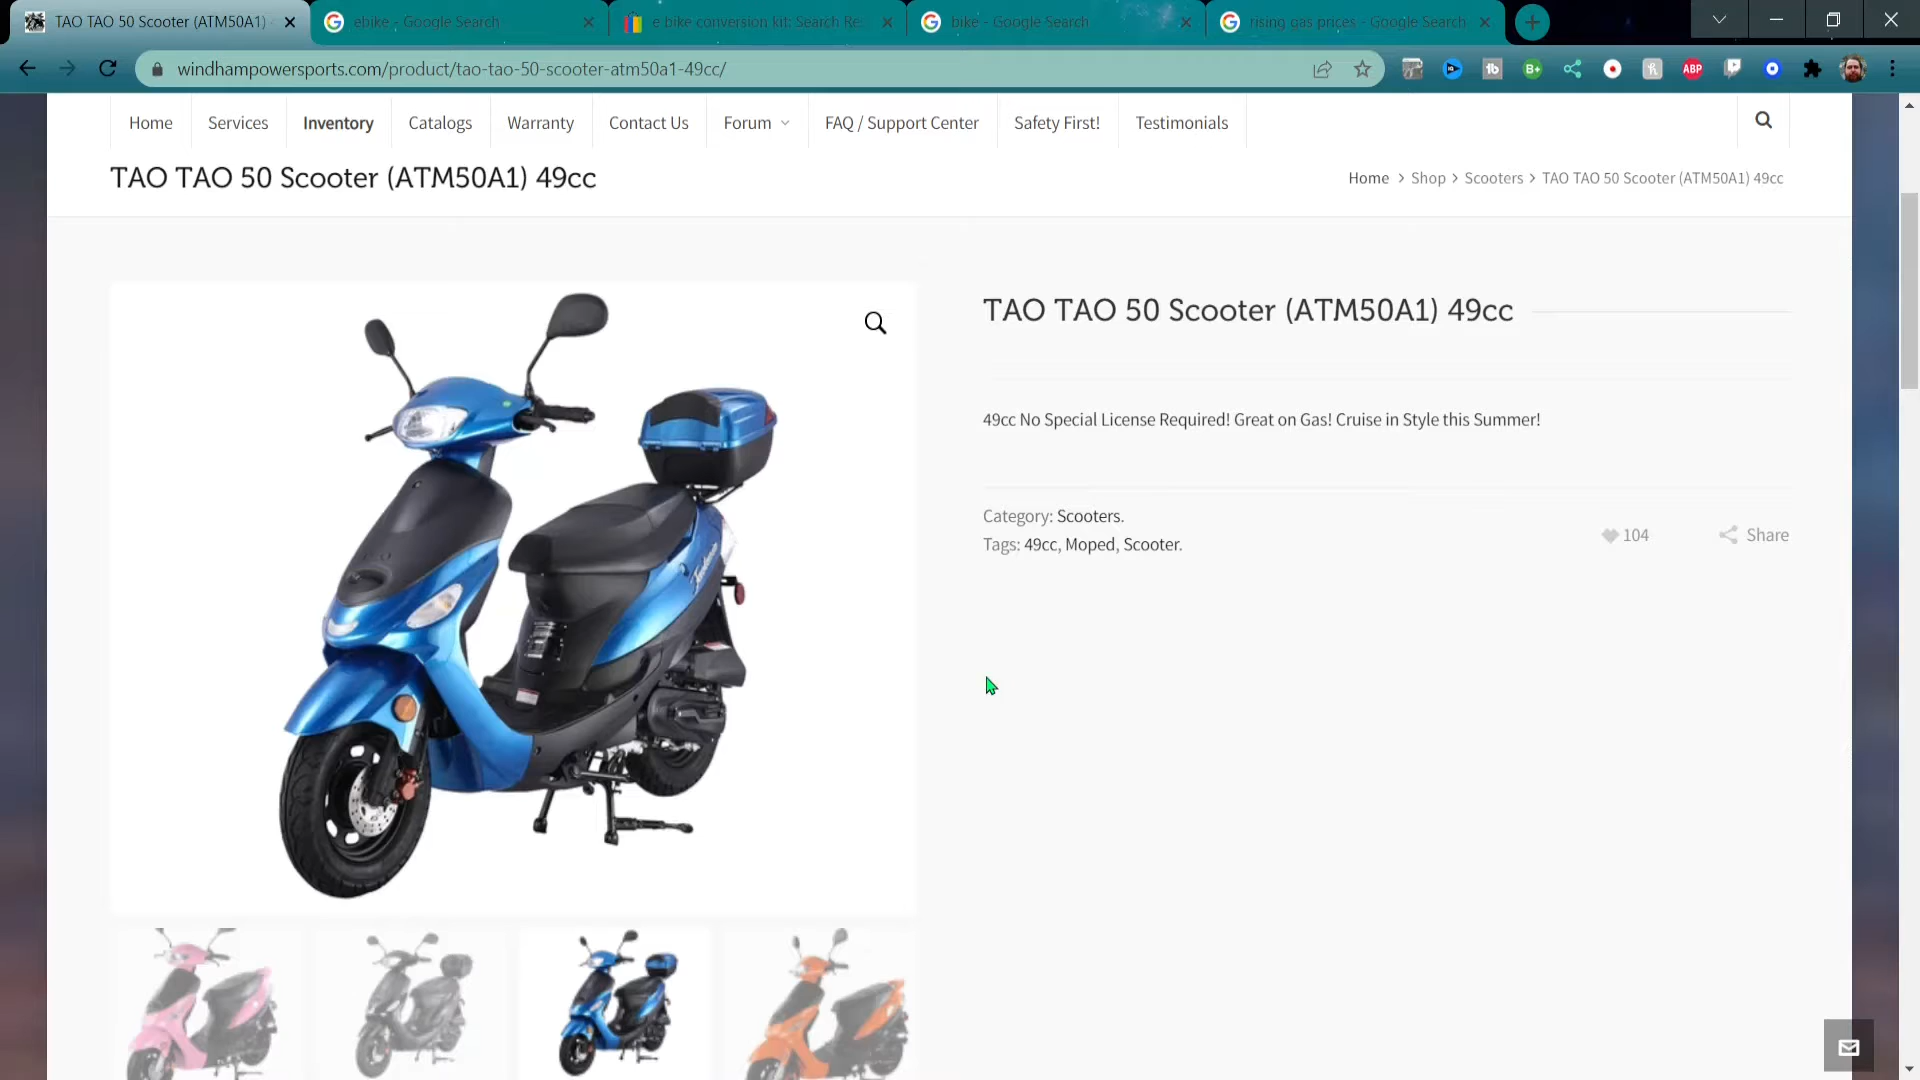 TAO TAO 50 Scooter (ATM50A1)
ebike - Google Search
e bike conversion kit: Search Re
bike - Google Search
rising gas prices - Google Search
windhampowersports.com/product/tao-tao-50-scooter-atm50a1-49cc/
Home
Services
Inventory
Catalogs
Warranty
Contact Us
Forum
FAQ / Support Center
Safety First!
Testimonials
TAO TAO 50 Scooter (ATM50A1) 49cc
Home > Shop > Scooters > TAO TAO 50 Scooter (ATM50A1) 49cc
TAO TAO 50 Scooter (ATM50A1) 49cc
49cc No Special License Required! Great on Gas! Cruise in Style this Summer!
Category: Scooters.
Tags: 49cc, Moped, Scooter.
104
Share
ABP
B+